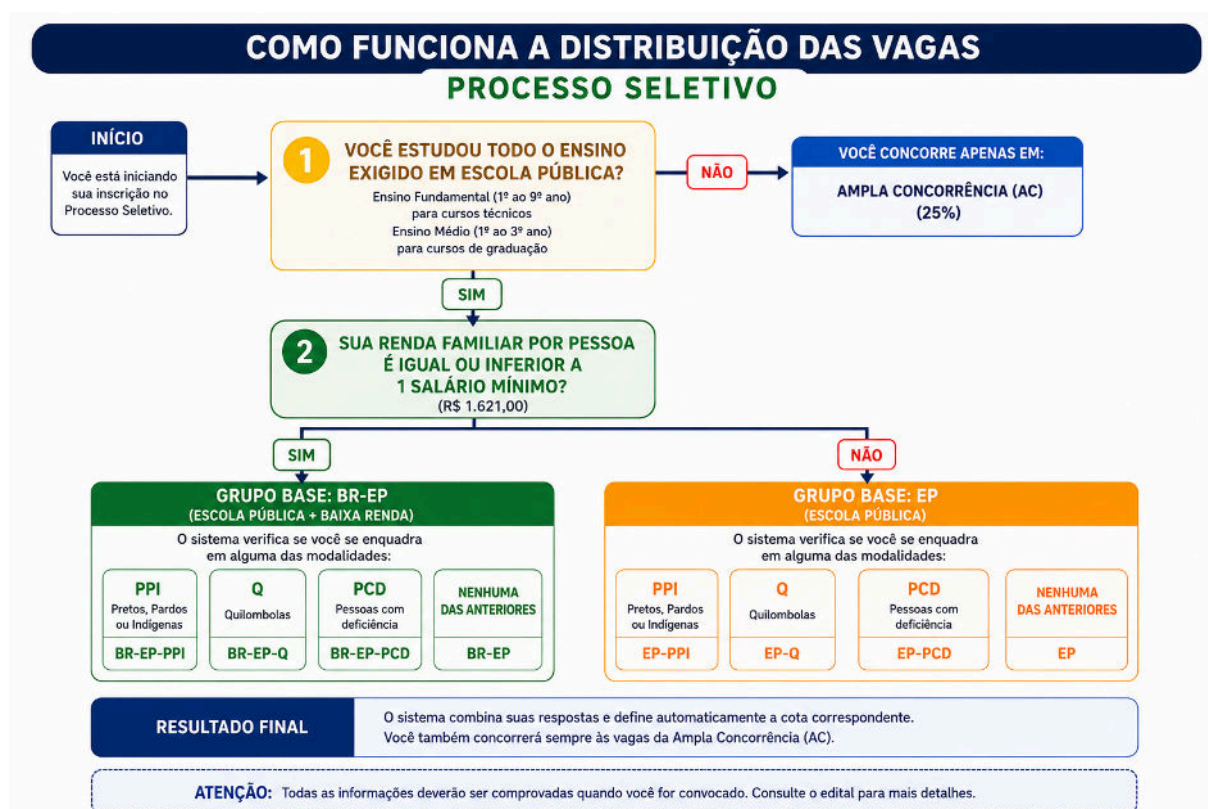 COMO FUNCIONA A DISTRIBUIÇÃO DAS VAGAS
PROCESSO SELETIVO
INÍCIO
Você está iniciando
sua inscrição no
Processo Seletivo.
1
VOCÊ ESTUDOU TODO O ENSINO
EXIGIDO EM ESCOLA PÚBLICA?
Ensino Fundamental (1º ao 9º ano)
para cursos técnicos
Ensino Médio (1º ao 3º ano)
para cursos de graduação
NÃO
VOCÊ CONCORRE APENAS EM:
AMPLA CONCORRÊNCIA (AC)
(25%)
SIM
2
SUA RENDA FAMILIAR POR PESSOA
É IGUAL OU INFERIOR A
1 SALÁRIO MÍNIMO?
(R$ 1.621,00)
SIM
NÃO
GRUPO BASE: BR-EP
(ESCOLA PÚBLICA + BAIXA RENDA)
O sistema verifica se você se enquadra
em alguma das modalidades:
PPI
Pretos, Pardos
ou Indígenas
BR-EP-PPI
Q
Quilombolas
BR-EP-Q
PCD
Pessoas com
deficiência
BR-EP-PCD
NENHUMA
DAS ANTERIORES
BR-EP
GRUPO BASE: EP
(ESCOLA PÚBLICA)
O sistema verifica se você se enquadra
em alguma das modalidades:
PPI
Pretos, Pardos
ou Indígenas
EP-PPI
Q
Quilombolas
EP-Q
PCD
Pessoas com
deficiência
EP-PCD
NENHUMA
DAS ANTERIORES
EP
RESULTADO FINAL
O sistema combina suas respostas e define automaticamente a cota correspondente.
Você também concorrerá sempre às vagas da Ampla Concorrência (AC).
ATENÇÃO: Todas as informações deverão ser comprovadas quando você for convocado. Consulte o edital para mais detalhes.